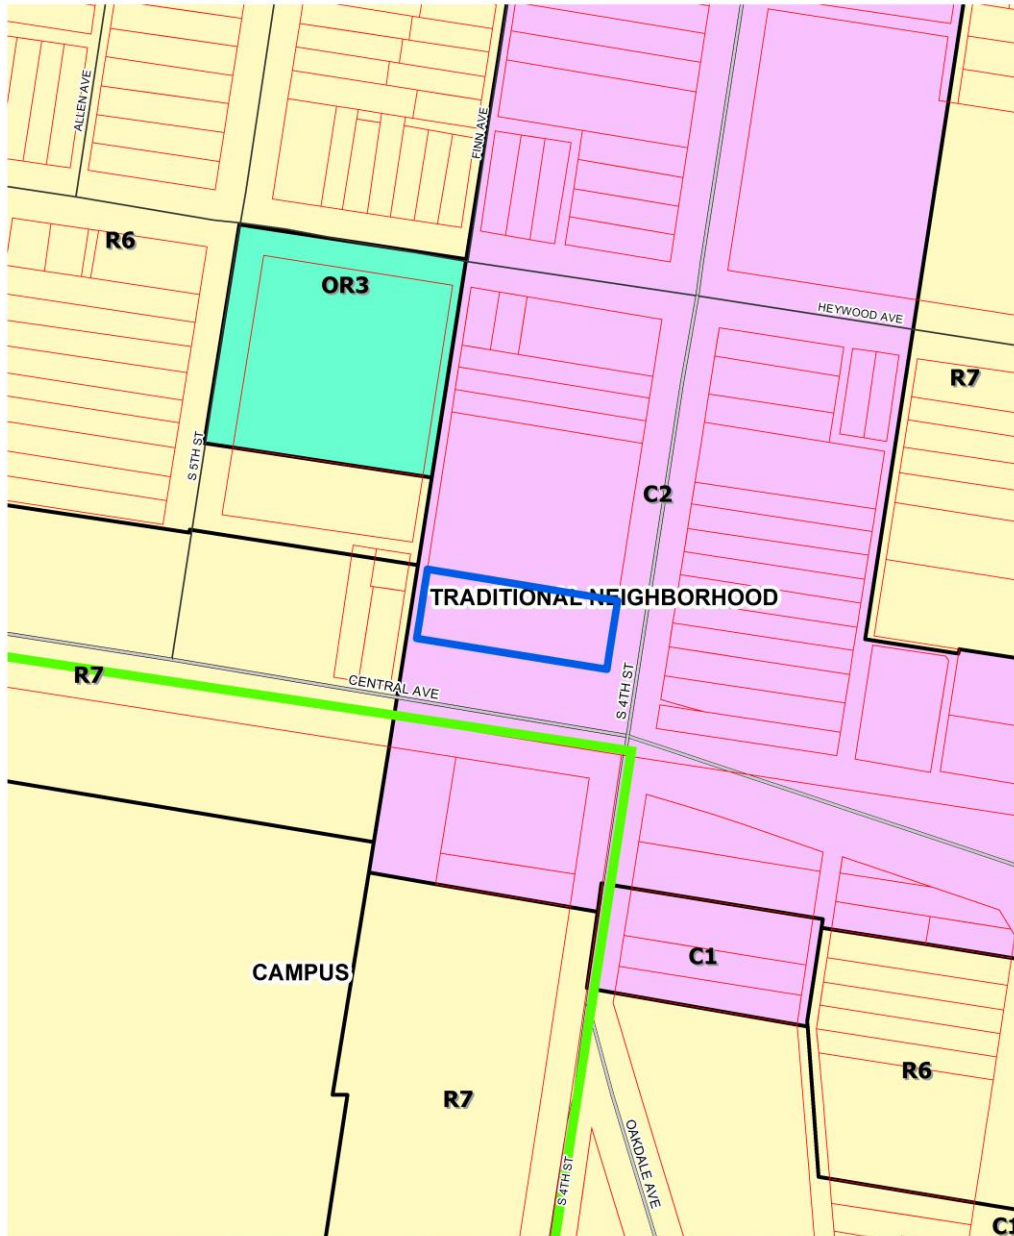 ALLEN AVE
FINN AVE
R6
OR3
HEYWOOD AVE
R7
S 5TH ST
C2
TRADITIONAL NEIGHBORHOOD
R7
CENTRAL AVE
S 4TH ST
C1
CAMPUS
R6
R7
OAKDALE AVE
S 4TH ST
C1